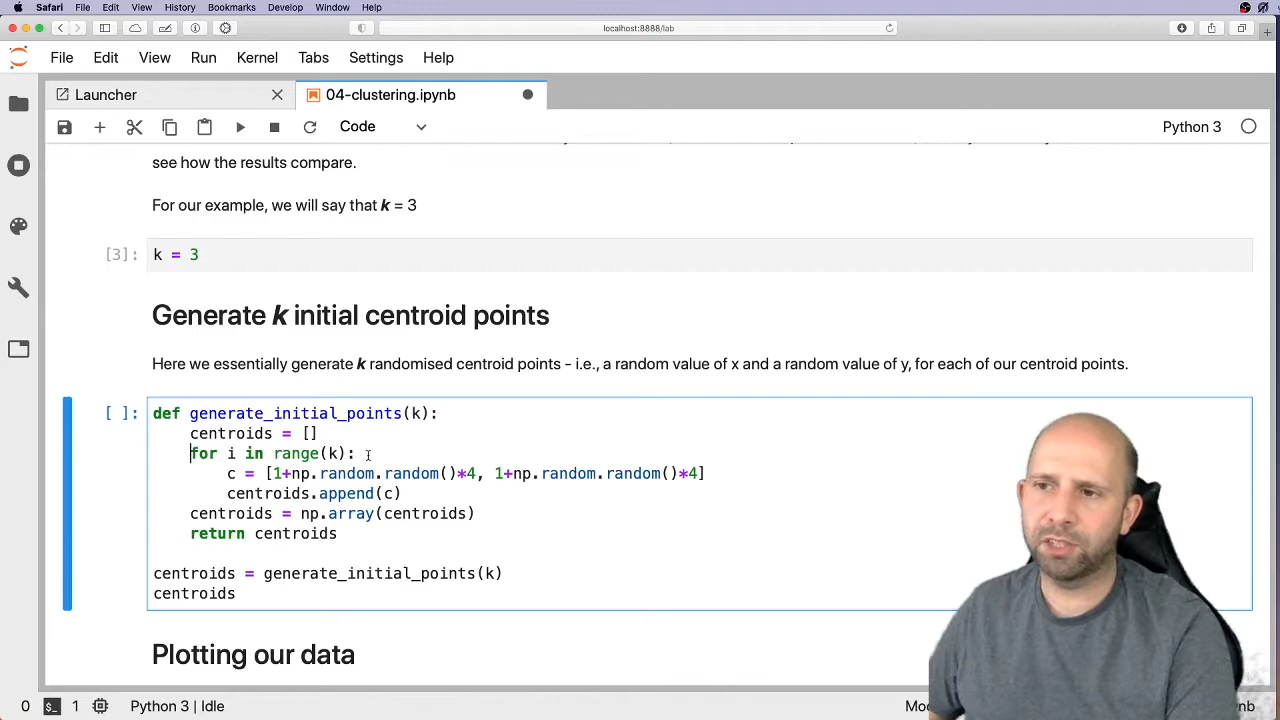 Safari File Edit View History Bookmarks Develop Window Help
localhost:8888/lab
File Edit View Run Kernel Tabs Settings Help
Launcher 04-clustering.ipynb
Code Python 3
see how the results compare.
For our example, we will say that k = 3
[3]: k = 3
Generate k initial centroid points
Here we essentially generate k randomised centroid points - i.e., a random value of x and a random value of y, for each of our centroid points.
[ ]: def generate_initial_points(k):
centroids = []
for i in range(k):
c = [1+np.random.random()*4, 1+np.random.random()*4]
centroids.append(c)
centroids = np.array(centroids)
return centroids
centroids = generate_initial_points(k)
centroids
Plotting our data
0 $_ 1 Python 3 | Idle